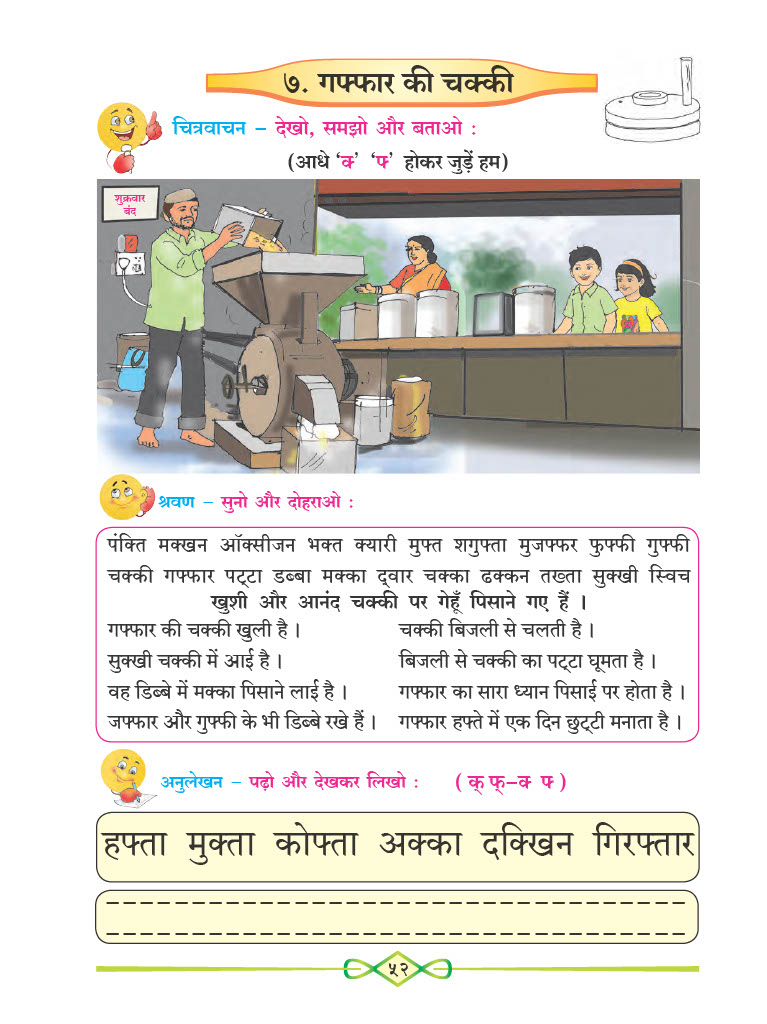 ७. गफ्फार की चक्की
चित्रवाचन – देखो, समझो और बताओ :
(आधे ‘क्’ ‘फ्’ होकर जुड़ें हम)
शुक्रवार
बंद
श्रवण – सुनो और दोहराओ :
पंक्ति मक्खन ऑक्सीजन भक्त क्यारी मुफ्त शगुफ्ता मुजफ्फर फुफ्फी गुफ्फी
चक्की गफ्फार पट्टा डब्बा मक्का द्वार चक्का ढक्कन तख्ता सुक्खी स्विच
खुशी और आनंद चक्की पर गेहूँ पिसाने गए हैं ।
गफ्फार की चक्की खुली है ।
सुक्खी चक्की में आई है ।
वह डिब्बे में मक्का पिसाने लाई है ।
जफ्फार और गुफ्फी के भी डिब्बे रखे हैं ।
चक्की बिजली से चलती है ।
बिजली से चक्की का पट्टा घूमता है ।
गफ्फार का सारा ध्यान पिसाई पर होता है ।
गफ्फार हफ्ते में एक दिन छुट्टी मनाता है ।
अनुलेखन – पढ़ो और देखकर लिखो : ( क् फ्–क्‍ फ्‍ )
हफ्ता मुक्ता कोफ्ता अक्का दक्खिन गिरफ्तार
५२